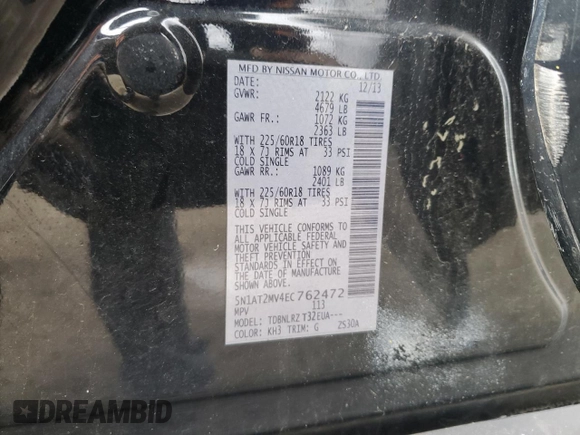 MFD BY NISSAN MOTOR CO., LTD.
DATE: 12/13
GVWR: 2122 KG
4679 LB
GAWR FR.: 1072 KG
2363 LB
WITH 225/60R18 TIRES
18 X 7J RIMS AT 33 PSI
COLD SINGLE
GAWR RR.: 1089 KG
2401 LB
WITH 225/60R18 TIRES
18 X 7J RIMS AT 33 PSI
COLD SINGLE
THIS VEHICLE CONFORMS TO
ALL APPLICABLE FEDERAL
MOTOR VEHICLE SAFETY AND
THEFT PREVENTION
STANDARDS IN EFFECT ON
THE DATE OF MANUFACTURE
SHOWN ABOVE.
5N1AT2MV4EC762472
MPV 113
MODEL: TDBNLRZ T32EUA---
COLOR: KH3 TRIM: G ZS30A
DREAMBID